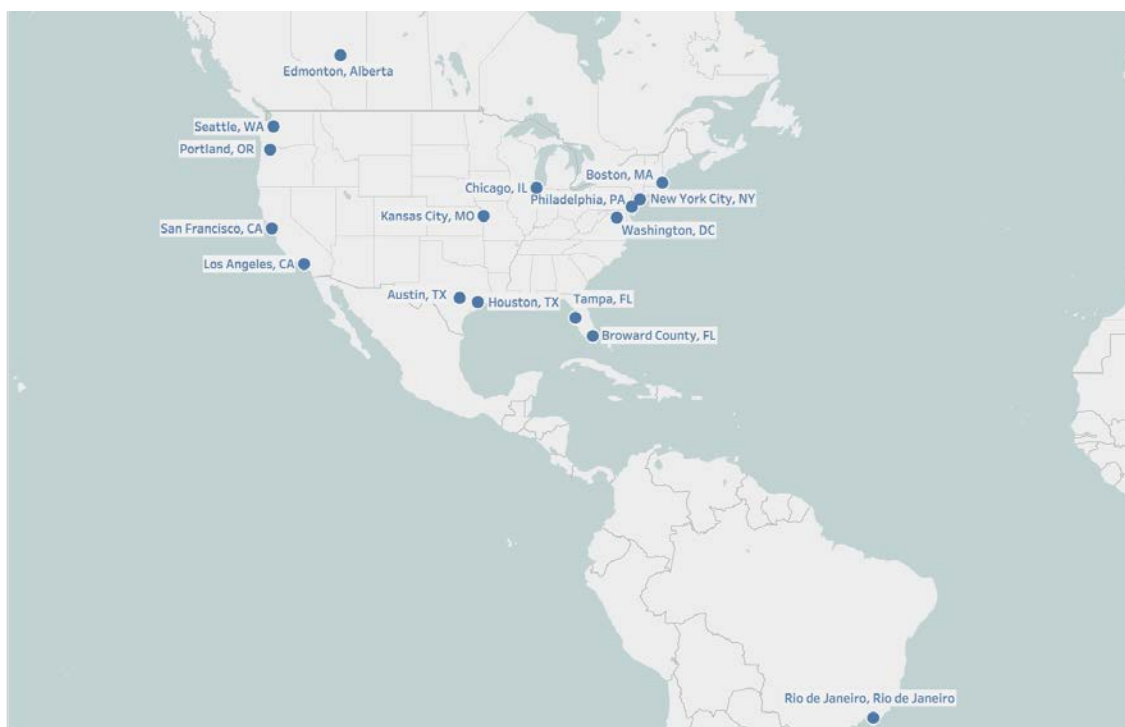 Edmonton, Alberta
Seattle, WA
Portland, OR
Boston, MA
Chicago, IL
Philadelphia, PA
New York City, NY
Kansas City, MO
Washington, DC
San Francisco, CA
Los Angeles, CA
Austin, TX
Houston, TX
Tampa, FL
Broward County, FL
Rio de Janeiro, Rio de Janeiro